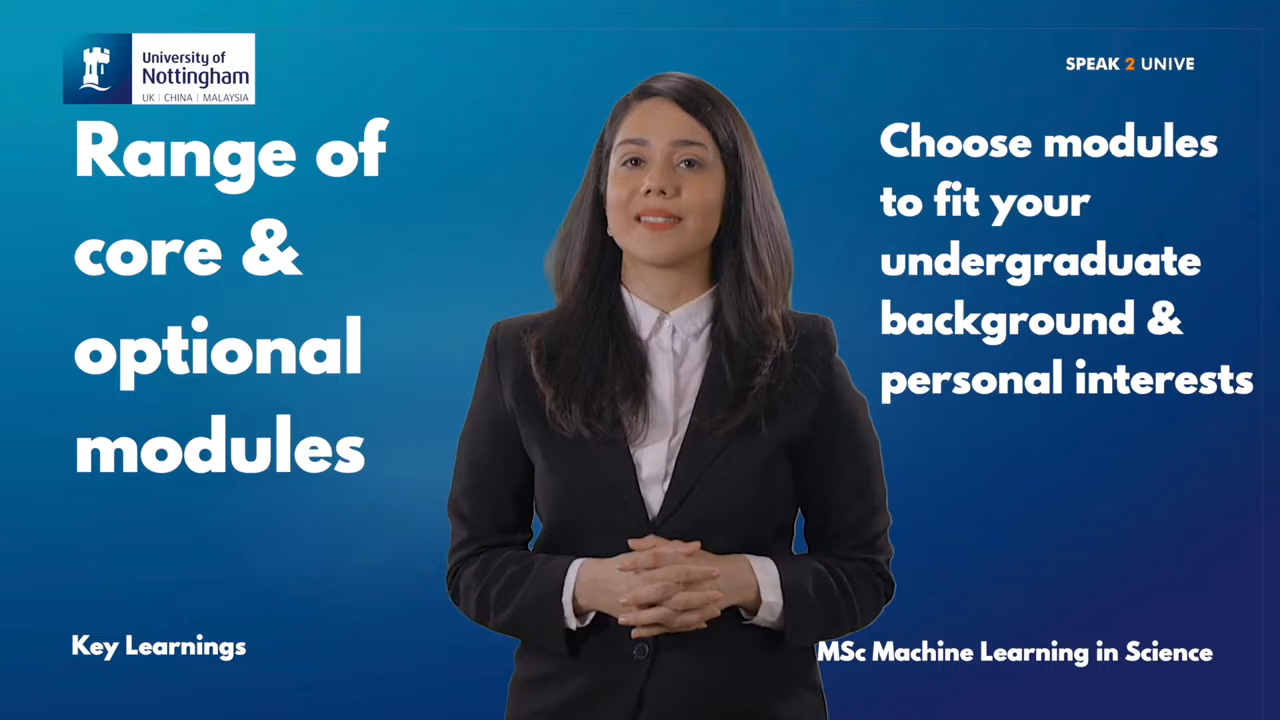 University of
Nottingham
UK | CHINA | MALAYSIA
SPEAK 2 UNIVE
Range of
core &
optional
modules
Choose modules
to fit your
undergraduate
background &
personal interests
Key Learnings
MSc Machine Learning in Science